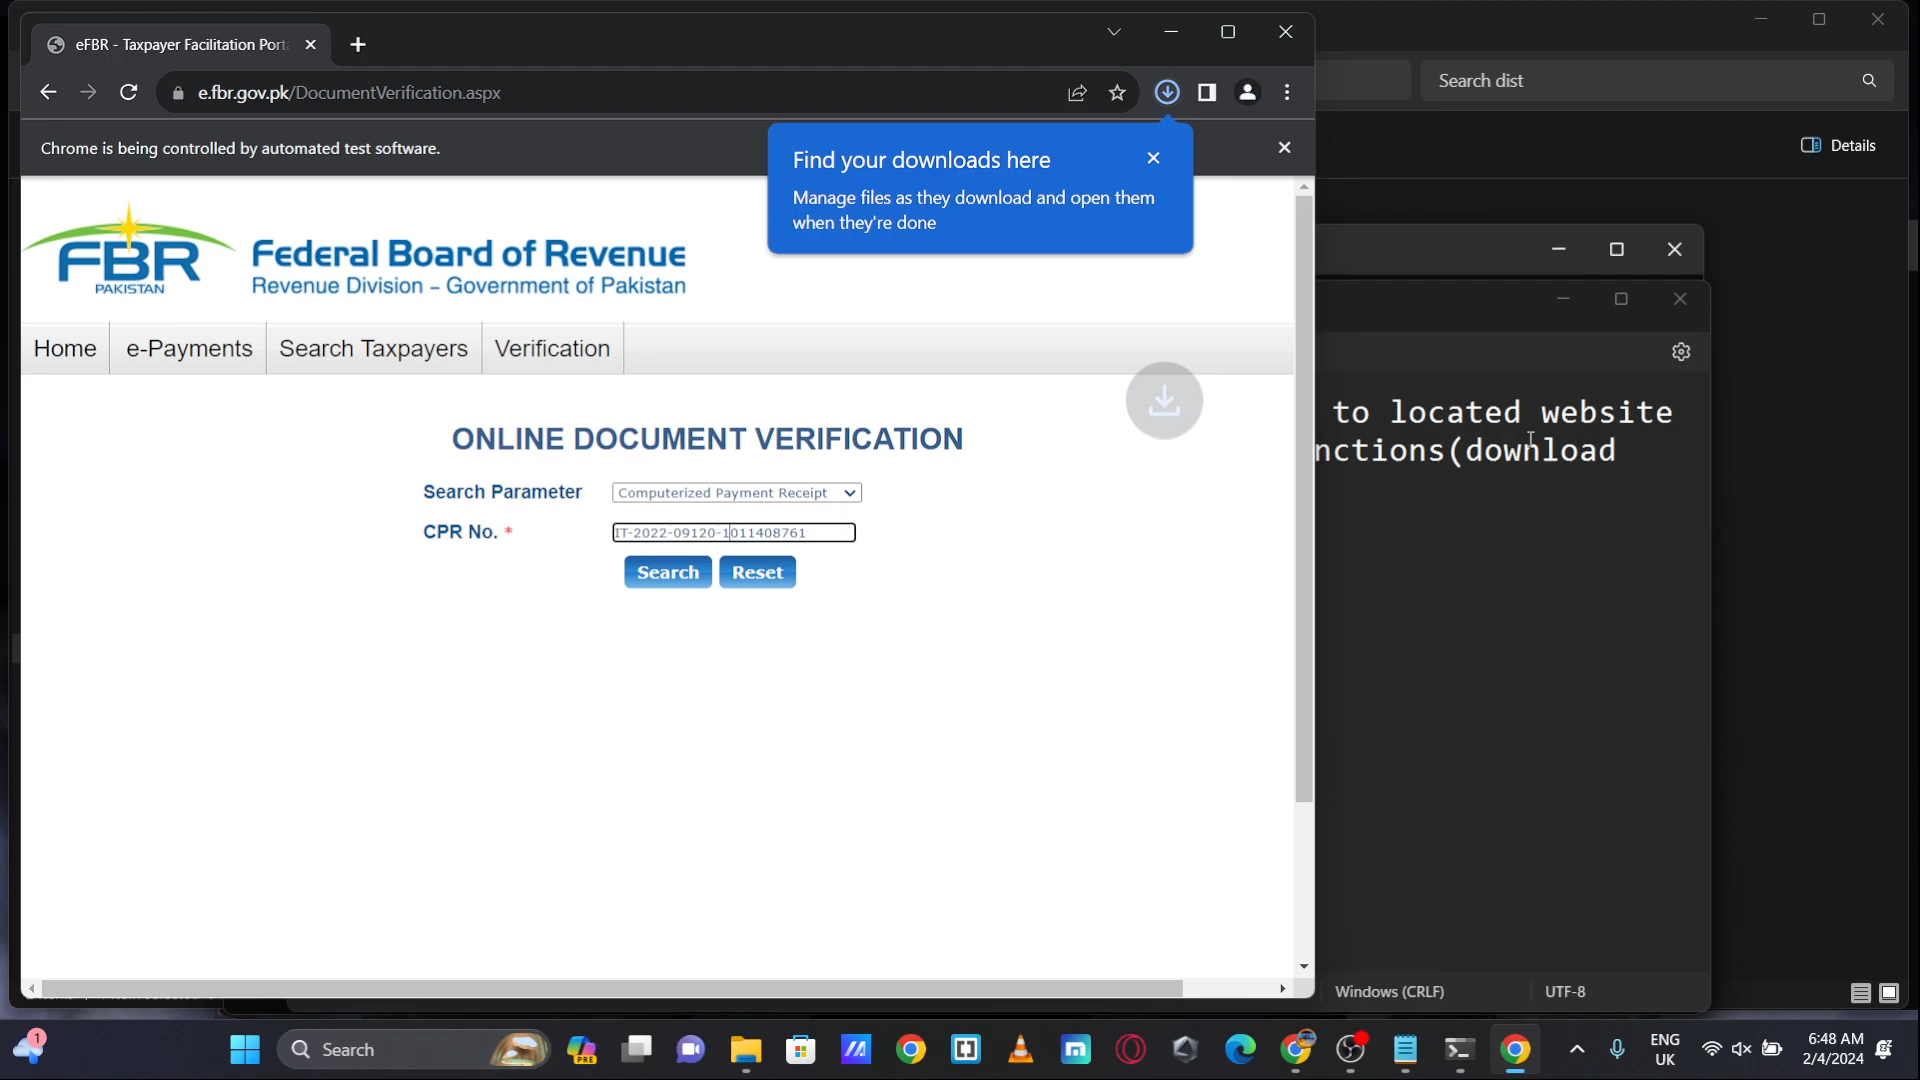 eFBR - Taxpayer Facilitation Port
Search dist
e.fbr.gov.pk/DocumentVerification.aspx
Chrome is being controlled by automated test software.
Details
Find your downloads here
Manage files as they download and open them
when they're done
FBR
PAKISTAN
Federal Board of Revenue
Revenue Division – Government of Pakistan
Home
e-Payments
Search Taxpayers
Verification
to located website
nctions(download
ONLINE DOCUMENT VERIFICATION
Search Parameter
Computerized Payment Receipt
CPR No. *
IT-2022-09120-1011408761
Search
Reset
Windows (CRLF)
UTF-8
1
Search
PRE
ENG
UK
6:48 AM
2/4/2024